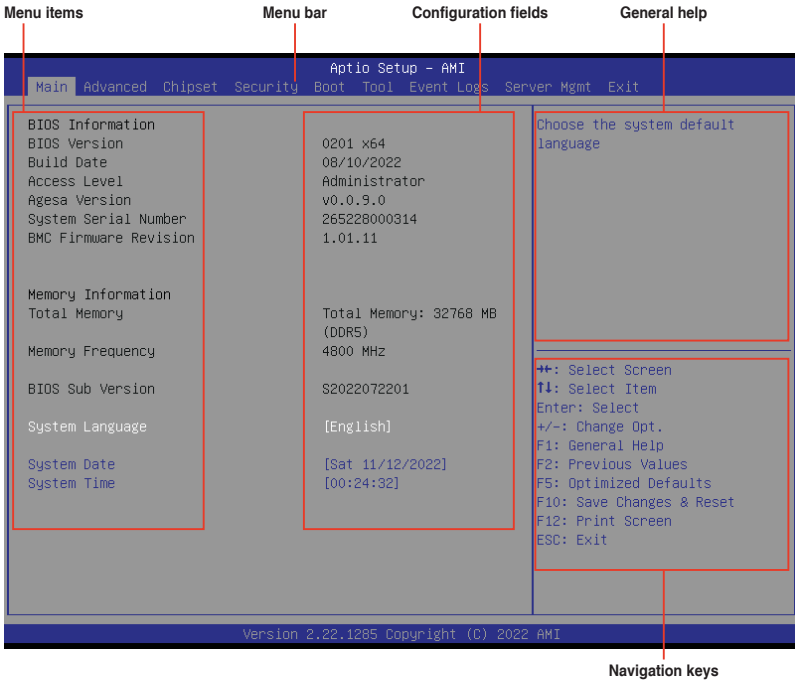 Menu items Menu bar Configuration fields General help
Aptio Setup – AMI
Main Advanced Chipset Security Boot Tool Event Logs Server Mgmt Exit
BIOS Information
BIOS Version 0201 x64
Build Date 08/10/2022
Access Level Administrator
Agesa Version v0.0.9.0
System Serial Number 265228000314
BMC Firmware Revision 1.01.11
Memory Information
Total Memory Total Memory: 32768 MB
(DDR5)
Memory Frequency 4800 MHz
BIOS Sub Version S2022072201
System Language [English]
System Date [Sat 11/12/2022]
System Time [00:24:32]
Choose the system default
language
→←: Select Screen
↑↓: Select Item
Enter: Select
+/-: Change Opt.
F1: General Help
F2: Previous Values
F5: Optimized Defaults
F10: Save Changes & Reset
F12: Print Screen
ESC: Exit
Version 2.22.1285 Copyright (C) 2022 AMI
Navigation keys